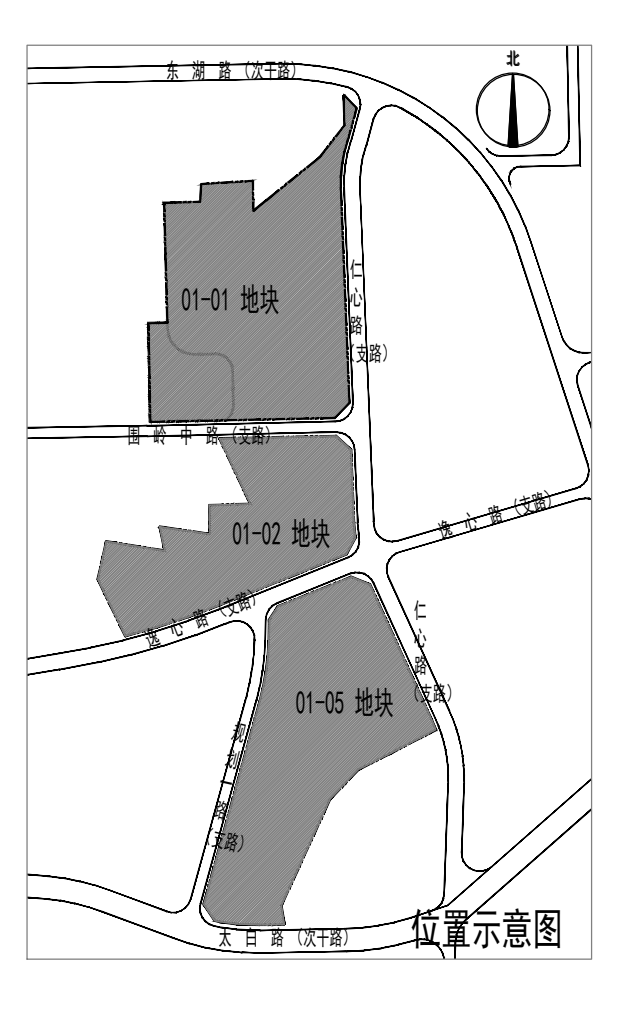 北
东湖路（次干路）
仁心路（支路）
01-01 地块
围岭中路（支路）
逸心路（支路）
01-02 地块
逸心路（支路）
仁心路（支路）
01-05 地块
规划一路（支路）
太白路（次干路）
位置示意图